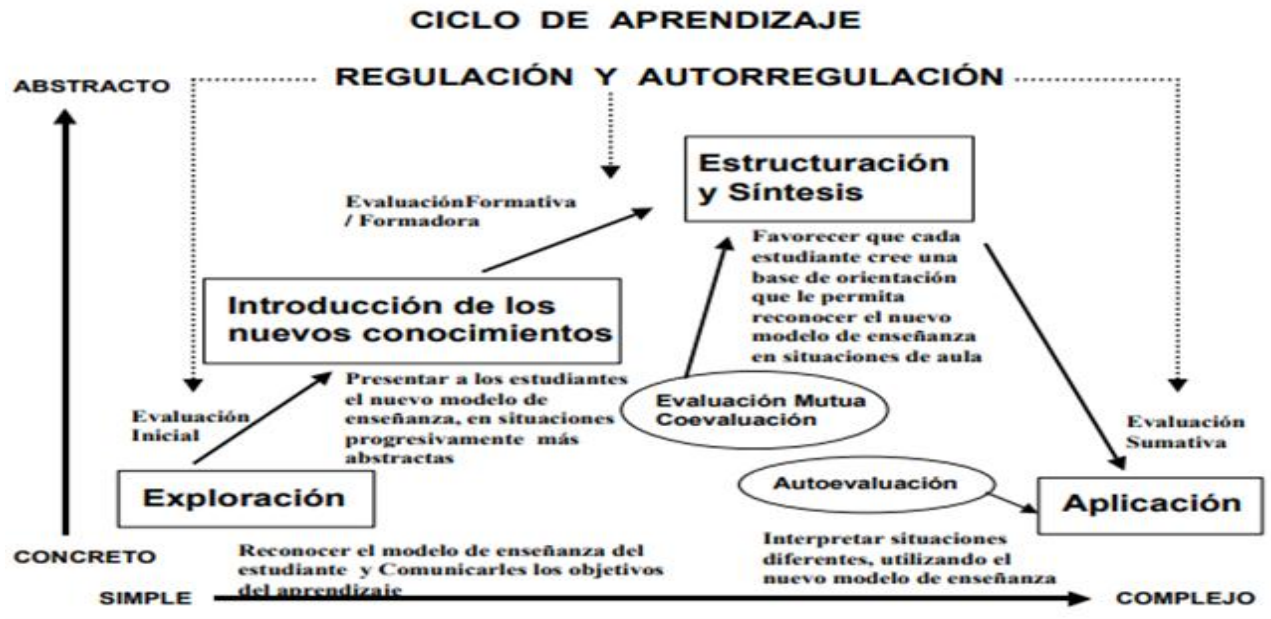 CICLO DE APRENDIZAJE
REGULACIÓN Y AUTORREGULACIÓN
ABSTRACTO
Estructuración
y Síntesis
EvaluaciónFormativa
/ Formadora
Favorecer que cada
estudiante cree una
base de orientación
que le permita
reconocer el nuevo
modelo de enseñanza
en situaciones de aula
Introducción de los
nuevos conocimientos
Presentar a los estudiantes
el nuevo modelo de
enseñanza, en situaciones
progresivamente más
abstractas
Evaluación Mutua
Coevaluación
Evaluación
Inicial
Evaluación
Sumativa
Autoevaluación
Exploración
Aplicación
Interpretar situaciones
diferentes, utilizando el
nuevo modelo de enseñanza
CONCRETO
Reconocer el modelo de enseñanza del
estudiante y Comunicarles los objetivos
del aprendizaje
SIMPLE
COMPLEJO